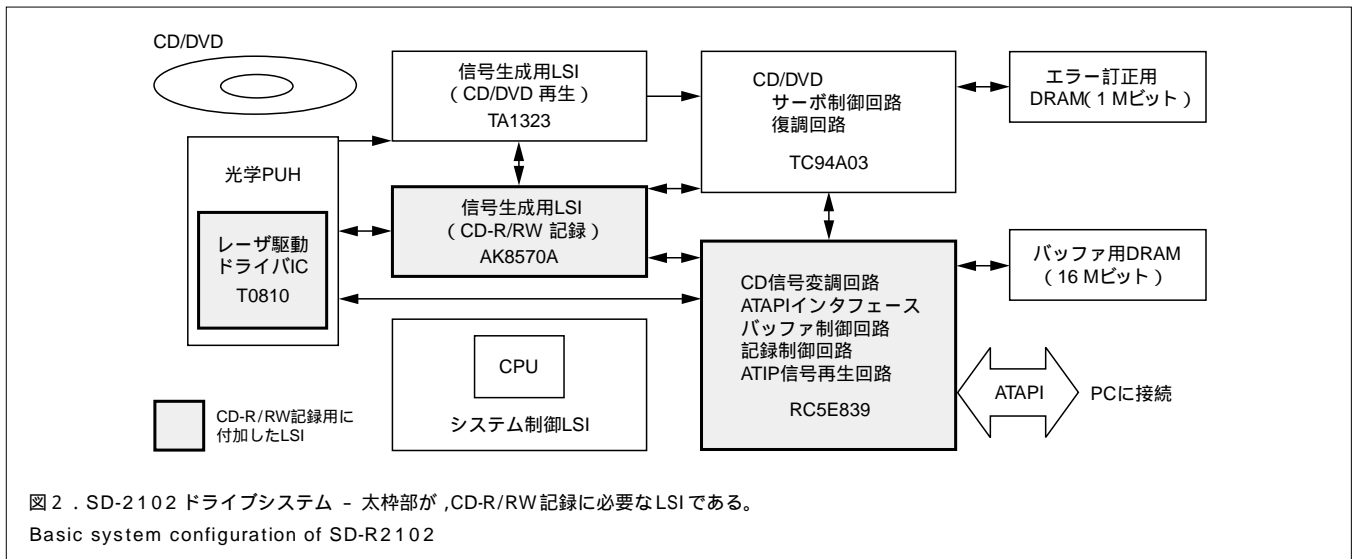 CD/DVD
信号生成用LSI
（CD/DVD 再生）
TA1323
CD/DVD
サーボ制御回路
復調回路
TC94A03
エラー訂正用
DRAM（1 Mビット）
光学PUH
レーザ駆動
ドライバIC
T0810
信号生成用LSI
（CD-R/RW 記録）
AK8570A
CD信号変調回路
ATAPIインタフェース
バッファ制御回路
記録制御回路
ATIP信号再生回路
RC5E839
バッファ用DRAM
（16 Mビット）
CPU
システム制御LSI
ATAPI
PCに接続
CD-R/RW記録用に
付加したLSI
図2．SD-2102 ドライブシステム − 太枠部が,CD-R/RW記録に必要なLSIである。
Basic system configuration of SD-R2102